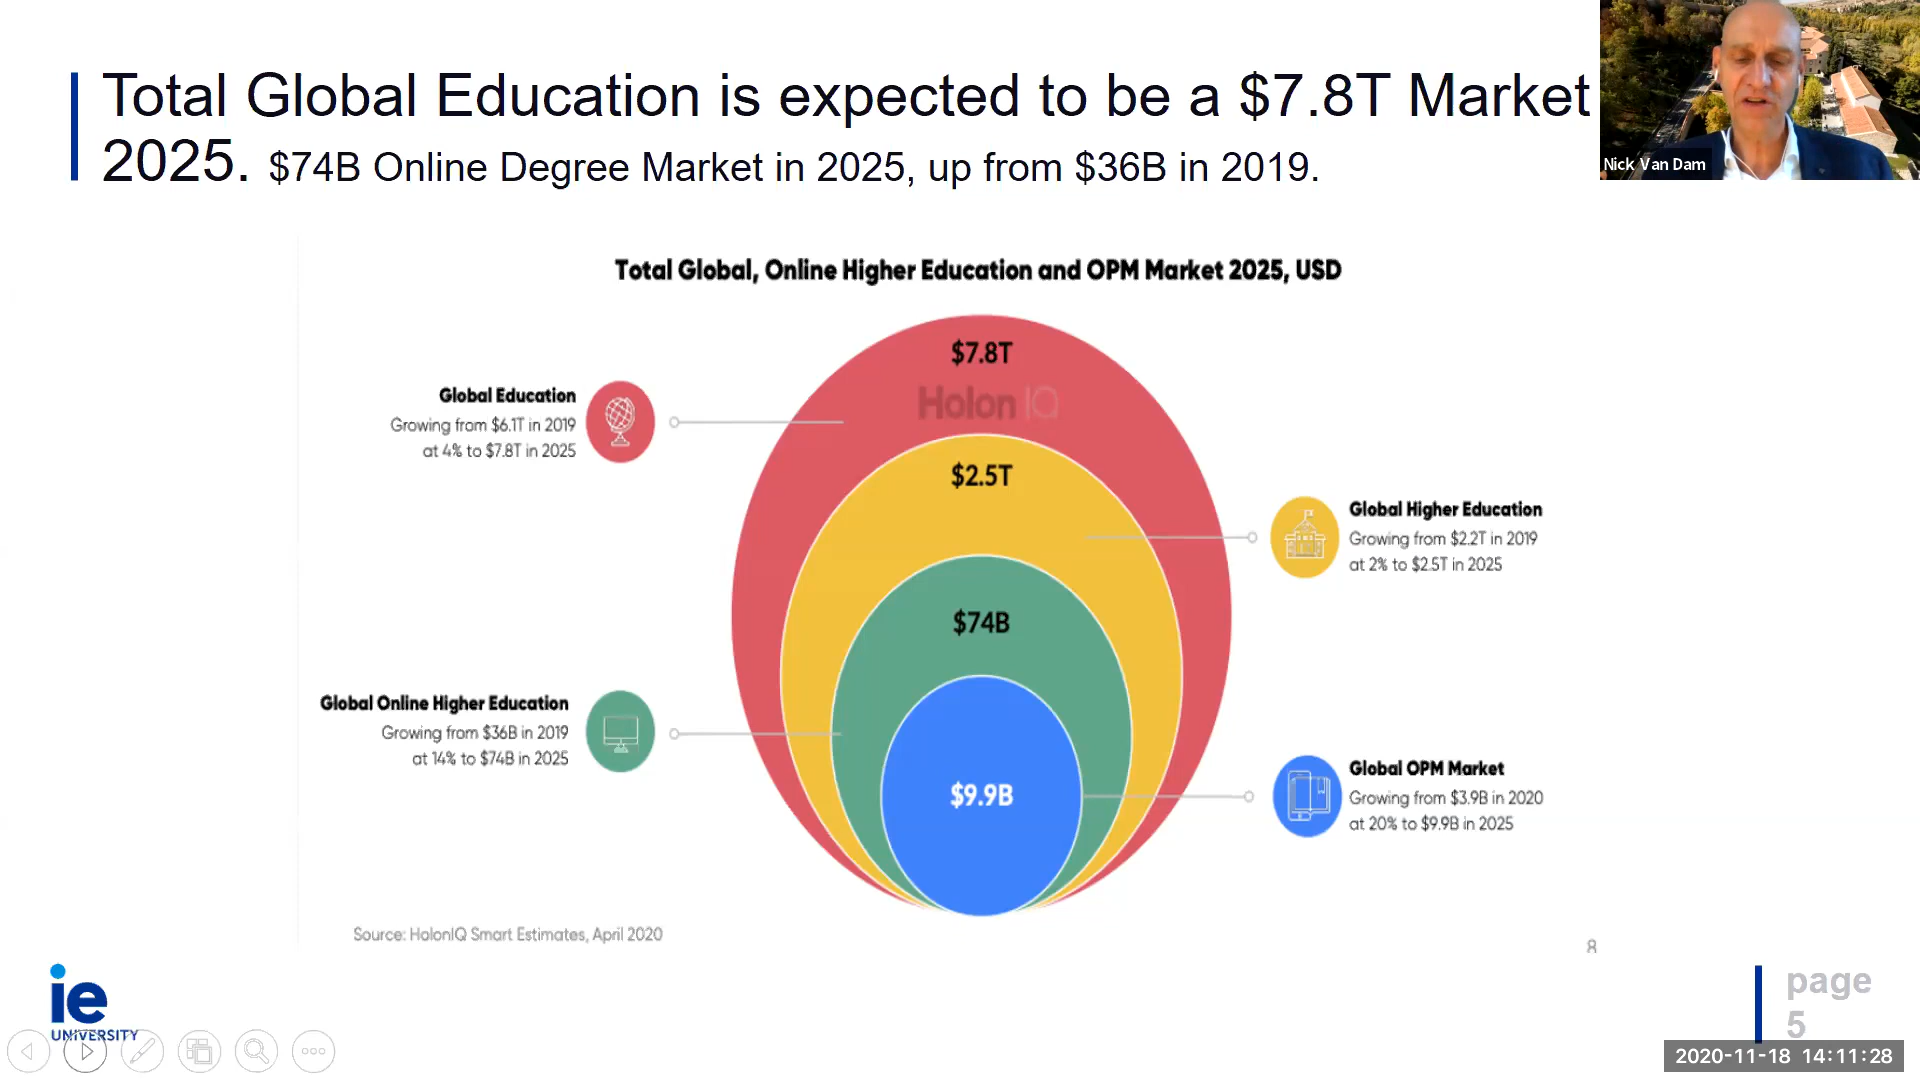 Total Global Education is expected to be a $7.8T Market
2025. $74B Online Degree Market in 2025, up from $36B in 2019.
Nick Van Dam
Total Global, Online Higher Education and OPM Market 2025, USD
$7.8T
Holon IQ
Global Education
Growing from $6.1T in 2019
at 4% to $7.8T in 2025
$2.5T
Global Higher Education
Growing from $2.2T in 2019
at 2% to $2.5T in 2025
$74B
Global Online Higher Education
Growing from $36B in 2019
at 14% to $74B in 2025
$9.9B
Global OPM Market
Growing from $3.9B in 2020
at 20% to $9.9B in 2025
Source: HolonIQ Smart Estimates, April 2020
8
ie
UNIVERSITY
page
5
2020-11-18 14:11:28